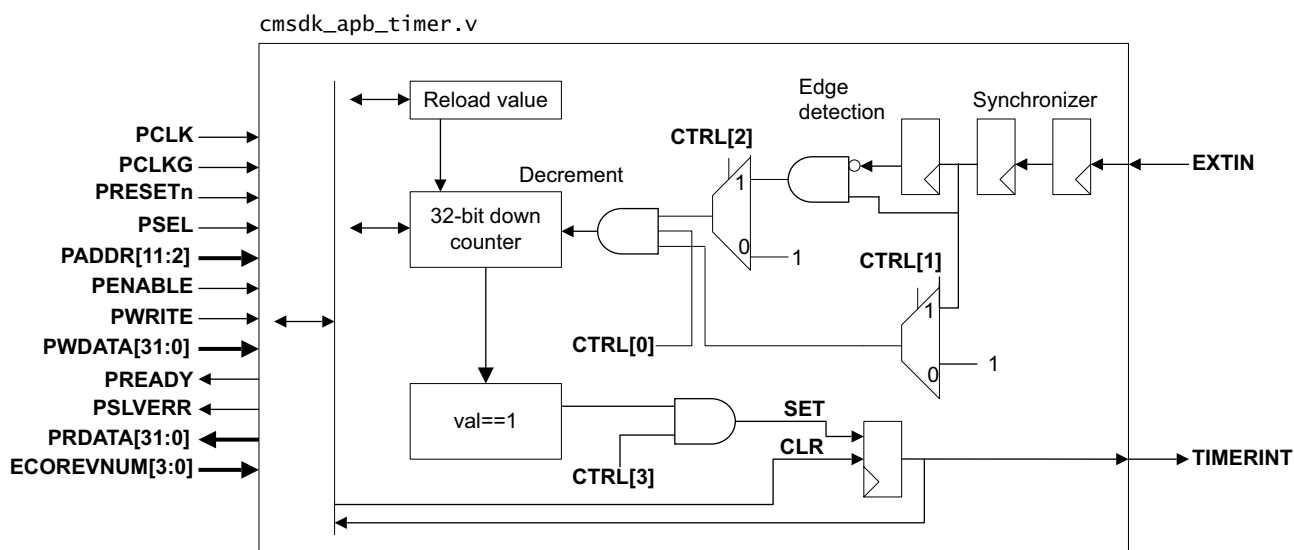 cmsdk_apb_timer.v
PCLK
PCLKG
PRESETn
PSEL
PADDR[11:2]
PENABLE
PWRITE
PWDATA[31:0]
PREADY
PSLVERR
PRDATA[31:0]
ECOREVNUM[3:0]
Reload value
Decrement
32-bit down
counter
val==1
CTRL[2]
1
0
1
Edge
detection
Synchronizer
EXTIN
CTRL[1]
1
0
1
CTRL[0]
CTRL[3]
SET
CLR
TIMERINT